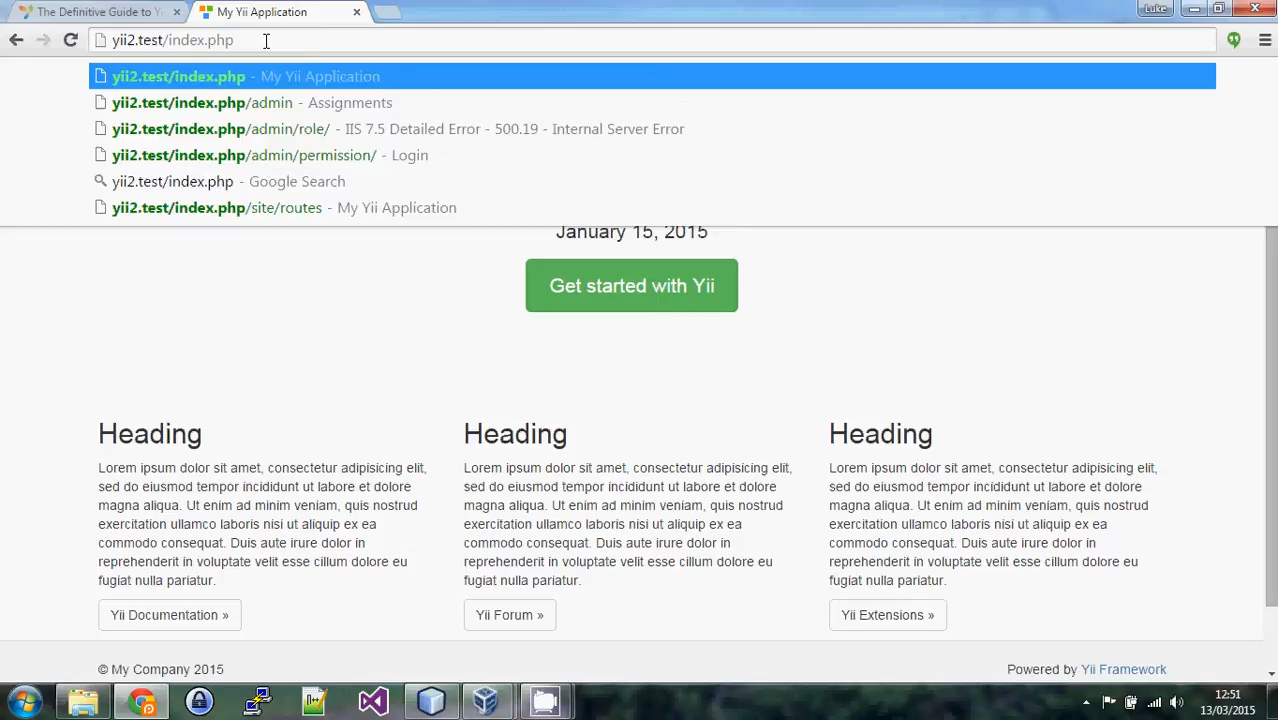 The Definitive Guide to Y
My Yii Application
Luke
yii2.test/index.php
yii2.test/index.php - My Yii Application
yii2.test/index.php/admin - Assignments
yii2.test/index.php/admin/role/ - IIS 7.5 Detailed Error - 500.19 - Internal Server Error
yii2.test/index.php/admin/permission/ - Login
yii2.test/index.php - Google Search
yii2.test/index.php/site/routes - My Yii Application
January 15, 2015
Get started with Yii
Heading
Lorem ipsum dolor sit amet, consectetur adipisicing elit,
sed do eiusmod tempor incididunt ut labore et dolore
magna aliqua. Ut enim ad minim veniam, quis nostrud
exercitation ullamco laboris nisi ut aliquip ex ea
commodo consequat. Duis aute irure dolor in
reprehenderit in voluptate velit esse cillum dolore eu
fugiat nulla pariatur.
Yii Documentation »
Heading
Lorem ipsum dolor sit amet, consectetur adipisicing elit,
sed do eiusmod tempor incididunt ut labore et dolore
magna aliqua. Ut enim ad minim veniam, quis nostrud
exercitation ullamco laboris nisi ut aliquip ex ea
commodo consequat. Duis aute irure dolor in
reprehenderit in voluptate velit esse cillum dolore eu
fugiat nulla pariatur.
Yii Forum »
Heading
Lorem ipsum dolor sit amet, consectetur adipisicing elit,
sed do eiusmod tempor incididunt ut labore et dolore
magna aliqua. Ut enim ad minim veniam, quis nostrud
exercitation ullamco laboris nisi ut aliquip ex ea
commodo consequat. Duis aute irure dolor in
reprehenderit in voluptate velit esse cillum dolore eu
fugiat nulla pariatur.
Yii Extensions »
© My Company 2015
Powered by Yii Framework
12:51
13/03/2015